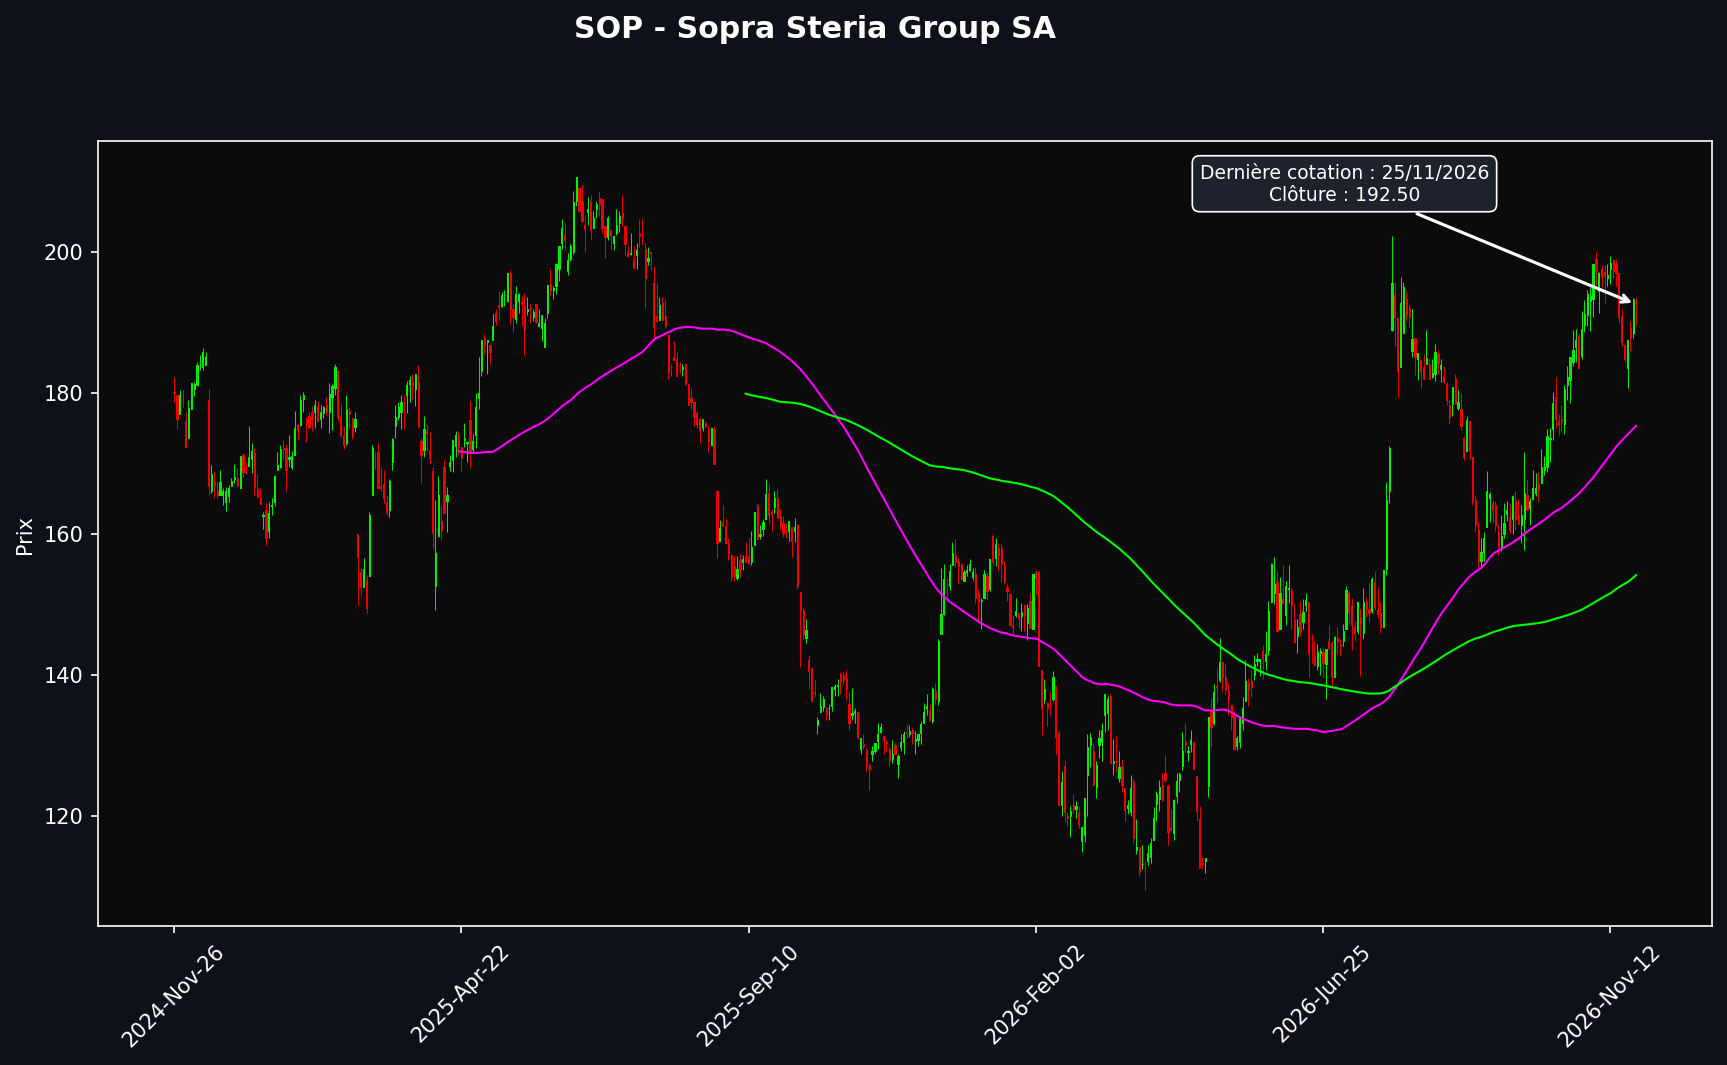 SOP - Sopra Steria Group SA
Dernière cotation : 25/11/2026
Clôture : 192.50
Prix
200
180
160
140
120
2024-Nov-26
2025-Apr-22
2025-Sep-10
2026-Feb-02
2026-Jun-25
2026-Nov-12